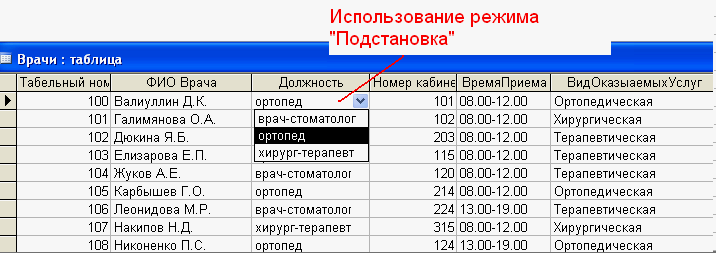 Использование режима
"Подстановка"
Врачи : таблица
Табельный ном ФИО Врача Должность Номер кабине ВремяПриема ВидОказыаемыхУслуг
100 Валиуллин Д.К. ортопед 101 08.00-12.00 Ортопедическая
101 Галимянова О.А. врач-стоматолог 102 08.00-12.00 Хирургическая
102 Дюкина Я.Б. ортопед 203 08.00-12.00 Терапевтическая
103 Елизарова Е.П. хирург-терапевт 115 08.00-12.00 Терапевтическая
104 Жуков А.Е. врач-стоматолог 120 08.00-12.00 Терапевтическая
105 Карбышев Г.О. ортопед 214 08.00-12.00 Ортопедическая
106 Леонидова М.Р. врач-стоматолог 224 13.00-19.00 Терапевтическая
107 Накипов Н.Д. хирург-терапевт 315 08.00-12.00 Хирургическая
108 Никоненко П.С. ортопед 124 13.00-19.00 Ортопедическая